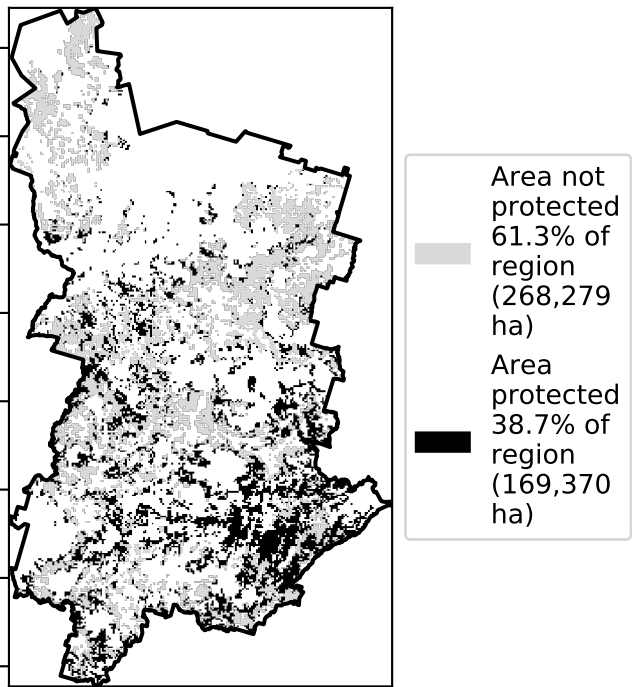 Area not
protected
61.3% of
region
(268,279
ha)
Area
protected
38.7% of
region
(169,370
ha)